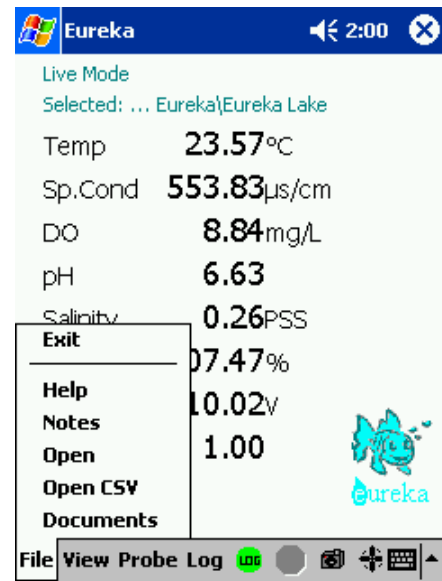 Eureka 2:00
Live Mode
Selected: ... Eureka\Eureka Lake
Temp 23.57°C
Sp.Cond 553.83µs/cm
DO 8.84mg/L
pH 6.63
Salinity 0.26PSS
07.47%
10.02V
1.00
Exit
Help
Notes
Open
Open CSV
Documents
eureka
File View Probe Log LOG